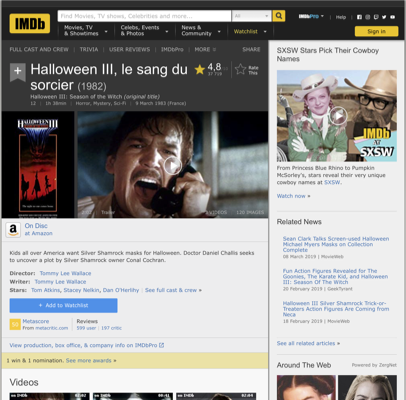 IMDb
Find Movies, TV shows, Celebrities and more...
All
IMDbPro
Help
Movies, TV & Showtimes
Celebs, Events & Photos
News & Community
Watchlist
Sign in
FULL CAST AND CREW | TRIVIA | USER REVIEWS | IMDbPro | MORE
SHARE
Halloween III, le sang du
sorcier (1982)
4,8
Rate
This
Halloween III: Season of the Witch (original title)
12 | 1h 38min | Horror, Mystery, Sci-Fi | 9 March 1983 (France)
HALLOWEEN III
On Disc
at Amazon
Kids all over America want Silver Shamrock masks for Halloween. Doctor Daniel Challis seeks
to uncover a plot by Silver Shamrock owner Conal Cochran.
Director: Tommy Lee Wallace
Writer: Tommy Lee Wallace
Stars: Tom Atkins, Stacey Nelkin, Dan O'Herlihy | See full cast & crew »
+ Add to Watchlist
Metascore
From metacritic.com
Reviews
599 user | 197 critic
View production, box office, & company info on IMDbPro
1 win & 1 nomination. See more awards »
Videos
SXSW Stars Pick Their Cowboy
Names
IMDb
AT
SXSW
From Princess Blue Rhino to Pumpkin
McSorley's, stars reveal their very unique
cowboy names at SXSW.
Watch now »
Related News
Sean Clark Talks Screen-used Halloween
Michael Myers Masks on Collection
Complete
08 March 2019 | MovieWeb
Fun Action Figures Revealed for The
Goonies, The Karate Kid, and Halloween
III: Season Of The Witch
20 February 2019 | GeekTyrant
Halloween III Silver Shamrock Trick-or-
Treaters Action Figures Are Coming from
Neca
18 February 2019 | MovieWeb
See all related articles »
Around The Web
Powered by ZergNet